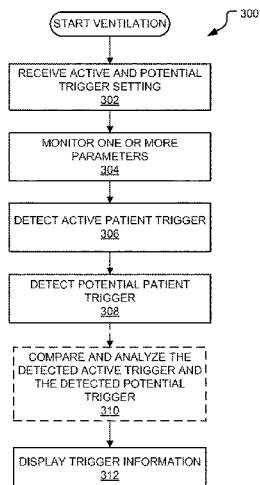 START VENTILATION
300
RECEIVE ACTIVE AND POTENTIAL
TRIGGER SETTING
302
MONITOR ONE OR MORE
PARAMETERS
304
DETECT ACTIVE PATIENT TRIGGER
306
DETECT POTENTIAL PATIENT
TRIGGER
308
COMPARE AND ANALYZE THE
DETECTED ACTIVE TRIGGER AND
THE DETECTED POTENTIAL
TRIGGER
310
DISPLAY TRIGGER INFORMATION
312